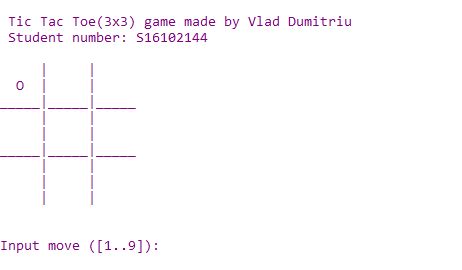 Tic Tac Toe(3x3) game made by Vlad Dumitriu
Student number: S16102144
O
Input move ([1..9]):